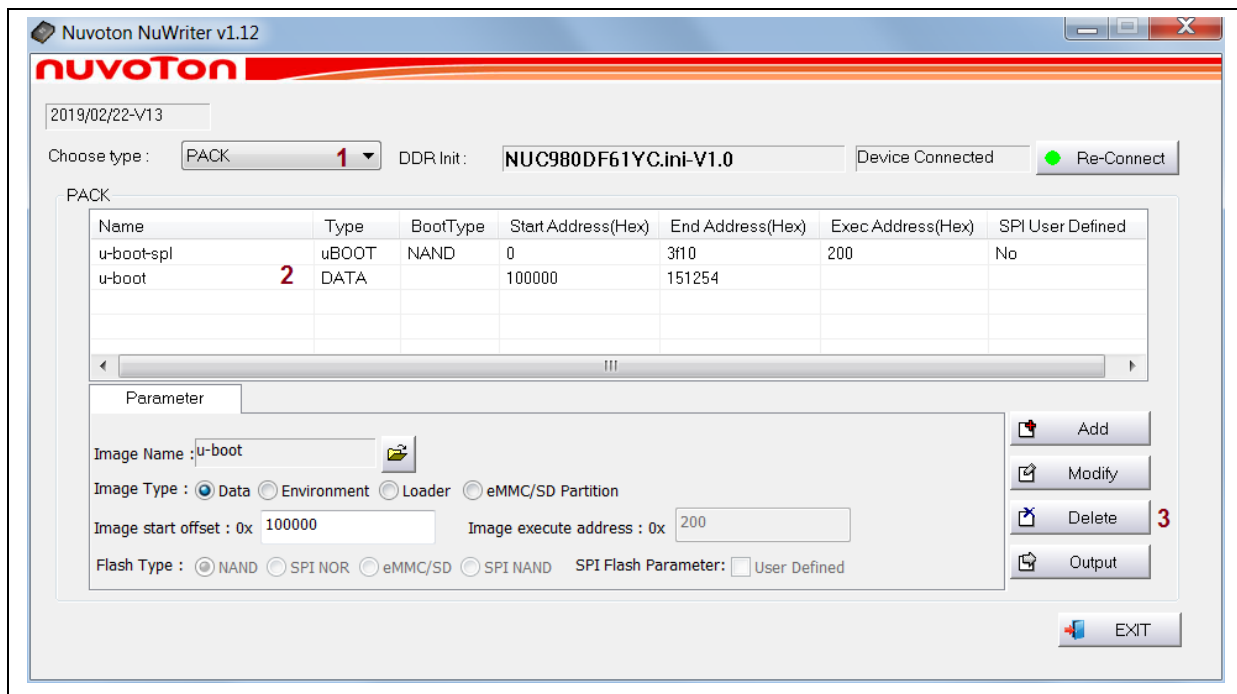 Nuvoton NuWriter v1.12
nuvoTon
2019/02/22-V13
Choose type : PACK 1 DDR Init : NUC980DF61YC.ini-V1.0 Device Connected Re-Connect
PACK
Name Type BootType Start Address(Hex) End Address(Hex) Exec Address(Hex) SPI User Defined
u-boot-spl uBOOT NAND 0 3f10 200 No
u-boot 2 DATA 100000 151254
Parameter
Add
Image Name : u-boot
Modify
Image Type : Data Environment Loader eMMC/SD Partition
Image start offset : 0x 100000 Image execute address : 0x 200
Delete 3
Flash Type : NAND SPI NOR eMMC/SD SPI NAND SPI Flash Parameter: User Defined
Output
EXIT